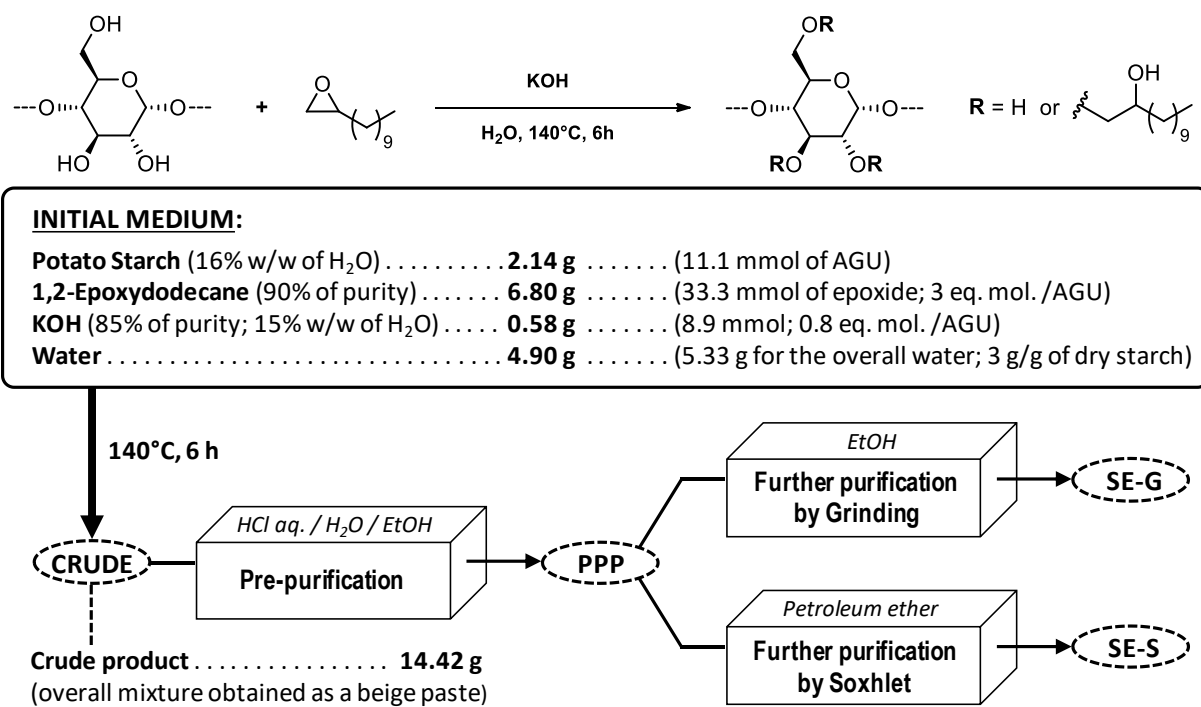 OH
O
---O
O---
HO
OH
+
O
9
KOH
H₂O, 140°C, 6h
OR
O
---O
O---
RO
OR
R = H or
OH
9
INITIAL MEDIUM:
Potato Starch (16% w/w of H₂O) . . . . . . . . . . 2.14 g . . . . . . . (11.1 mmol of AGU)
1,2-Epoxydodecane (90% of purity) . . . . . . . 6.80 g . . . . . . . (33.3 mmol of epoxide; 3 eq. mol. /AGU)
KOH (85% of purity; 15% w/w of H₂O) . . . . . 0.58 g . . . . . . . (8.9 mmol; 0.8 eq. mol. /AGU)
Water . . . . . . . . . . . . . . . . . . . . . . . . . . . . . . . . . . 4.90 g . . . . . . . (5.33 g for the overall water; 3 g/g of dry starch)
140°C, 6 h
CRUDE
HCl aq. / H₂O / EtOH
Pre-purification
PPP
EtOH
Further purification
by Grinding
SE-G
Petroleum ether
Further purification
by Soxhlet
SE-S
Crude product . . . . . . . . . . . . . . . . 14.42 g
(overall mixture obtained as a beige paste)